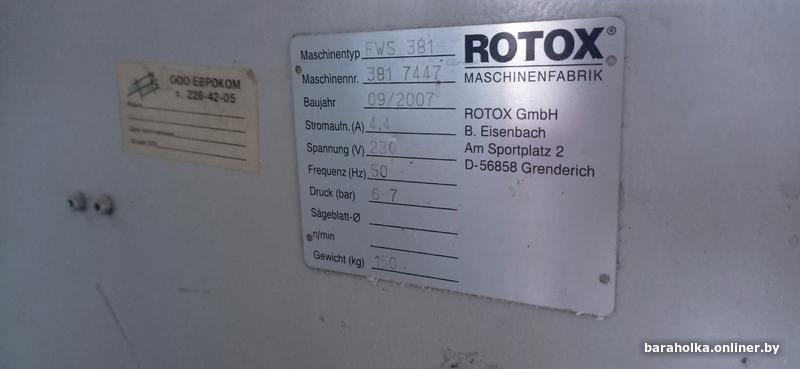 ООО ЕВРОКОМ
т. 228-42-05
Maschinentyp FWS 381
Maschinennr. 381 7447
Baujahr 09/2007
Stromaufn. (A) 4,4
Spannung (V) 230
Frequenz (Hz) 50
Druck (bar) 6-7
Sägeblatt-Ø
n/min
Gewicht (kg) 150
ROTOX®
MASCHINENFABRIK
ROTOX GmbH
B. Eisenbach
Am Sportplatz 2
D-56858 Grenderich
baraholka.onliner.by